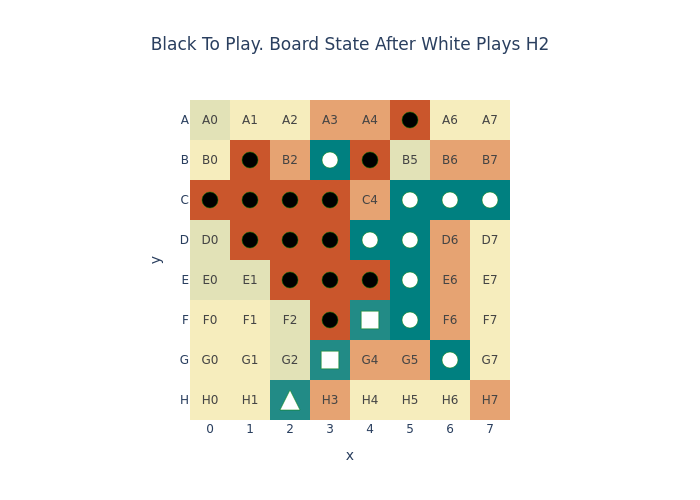 Black To Play. Board State After White Plays H2
A A0 A1 A2 A3 A4 A6 A7
B B0 B2 B5 B6 B7
C C4
D D0 D6 D7
E E0 E1 E6 E7
F F0 F1 F2 F6 F7
G G0 G1 G2 G4 G5 G7
H H0 H1 H3 H4 H5 H6 H7
0 1 2 3 4 5 6 7
x
y